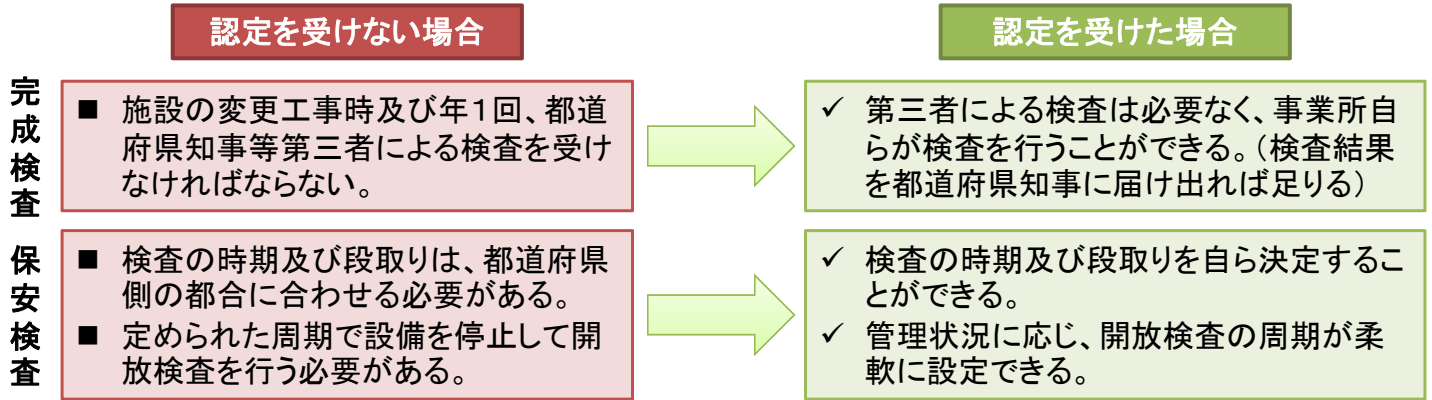 認定を受けない場合
認定を受けた場合
完成検査
■ 施設の変更工事時及び年1回、都道
府県知事等第三者による検査を受け
なければならない。
✓ 第三者による検査は必要なく、事業所自
らが検査を行うことができる。（検査結果
を都道府県知事に届け出れば足りる）
保安検査
■ 検査の時期及び段取りは、都道府県
側の都合に合わせる必要がある。
■ 定められた周期で設備を停止して開
放検査を行う必要がある。
✓ 検査の時期及び段取りを自ら決定するこ
とができる。
✓ 管理状況に応じ、開放検査の周期が柔
軟に設定できる。